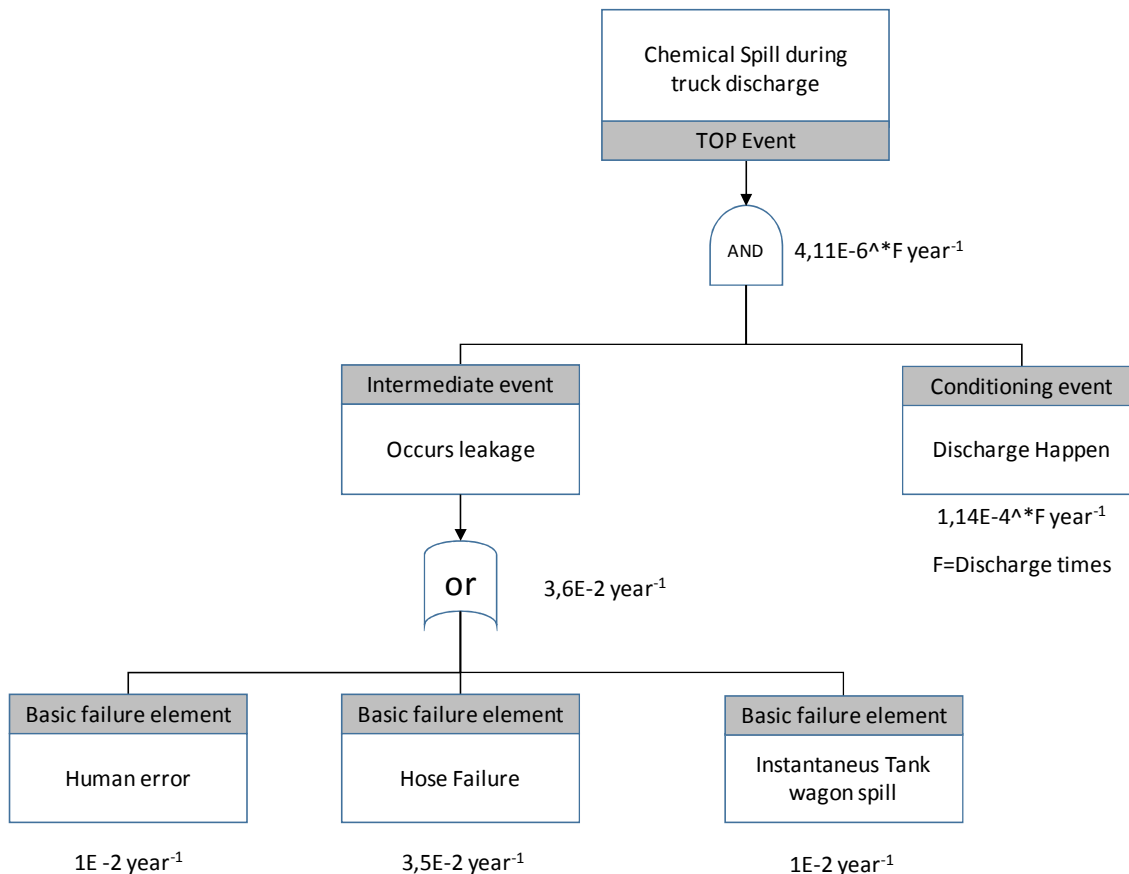 Chemical Spill during
truck discharge
TOP Event
AND
4,11E-6^*F year-1
Intermediate event
Occurs leakage
Conditioning event
Discharge Happen
1,14E-4^*F year-1
F=Discharge times
or
3,6E-2 year-1
Basic failure element
Human error
1E -2 year-1
Basic failure element
Hose Failure
3,5E-2 year-1
Basic failure element
Instantaneus Tank
wagon spill
1E-2 year-1